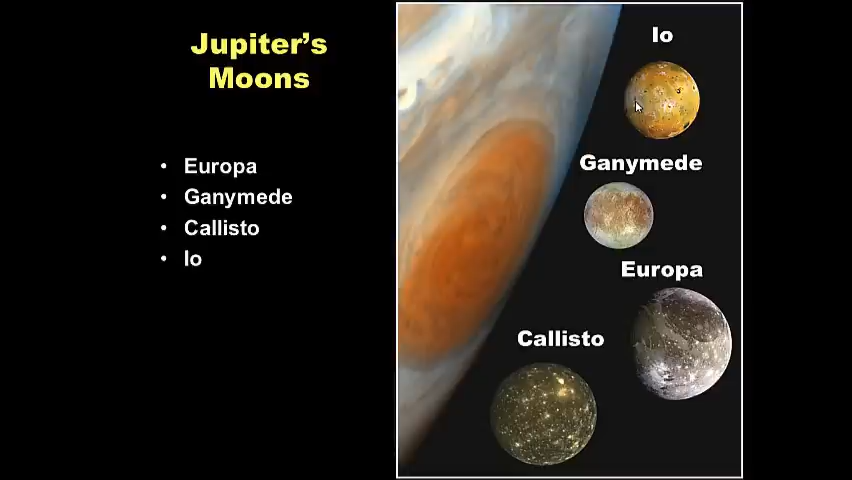 Jupiter's
Moons
• Europa
• Ganymede
• Callisto
• Io
Io
Ganymede
Europa
Callisto